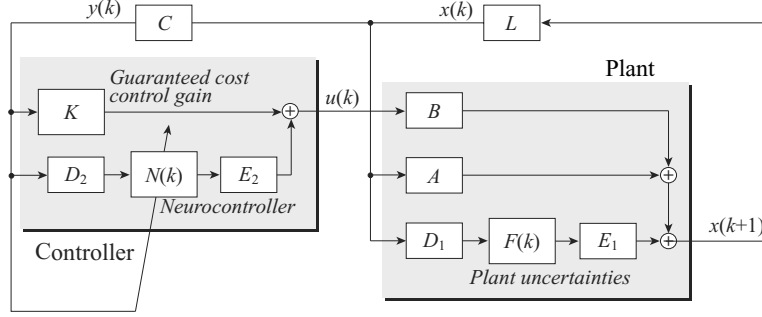 y(k)
C
x(k)
L
Plant
Guaranteed cost
control gain
K
u(k)
B
D₂
N(k)
E₂
A
Neurocontroller
Controller
D₁
F(k)
E₁
x(k+1)
Plant uncertainties